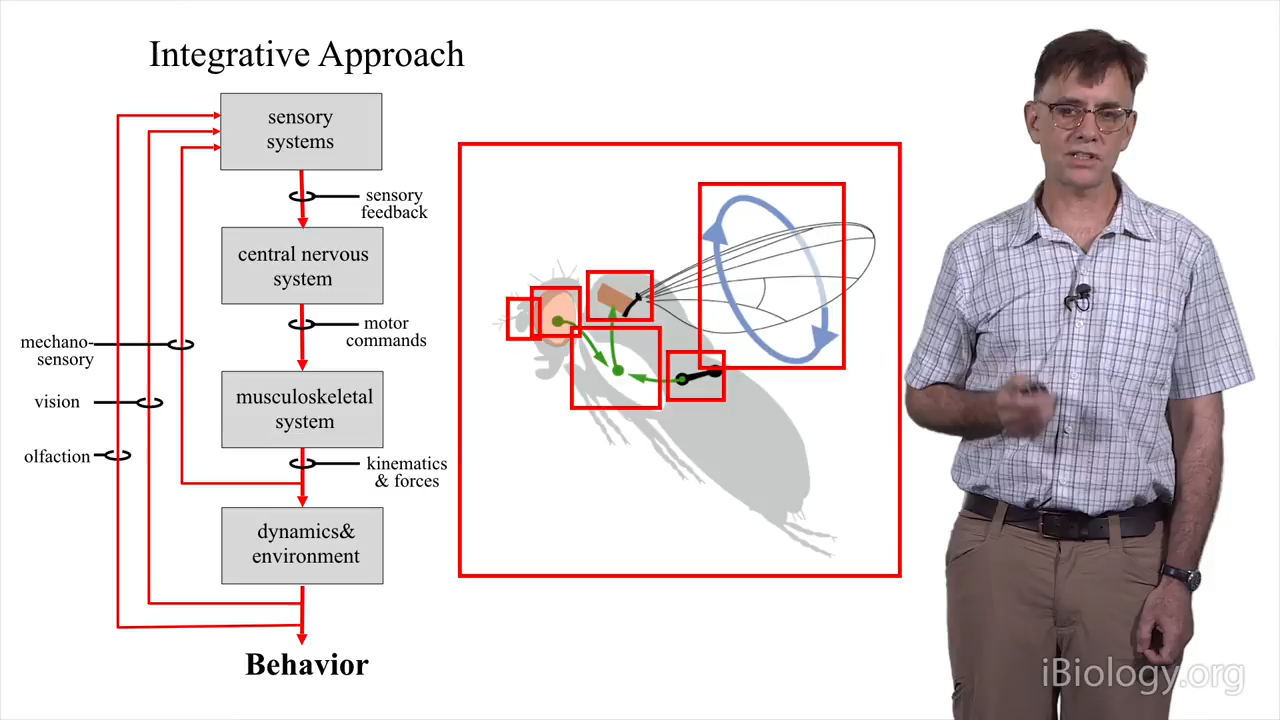 Integrative Approach
sensory
systems
sensory
feedback
central nervous
system
motor
commands
mechano-
sensory
vision
olfaction
musculoskeletal
system
kinematics
& forces
dynamics&
environment
Behavior
iBiology.org